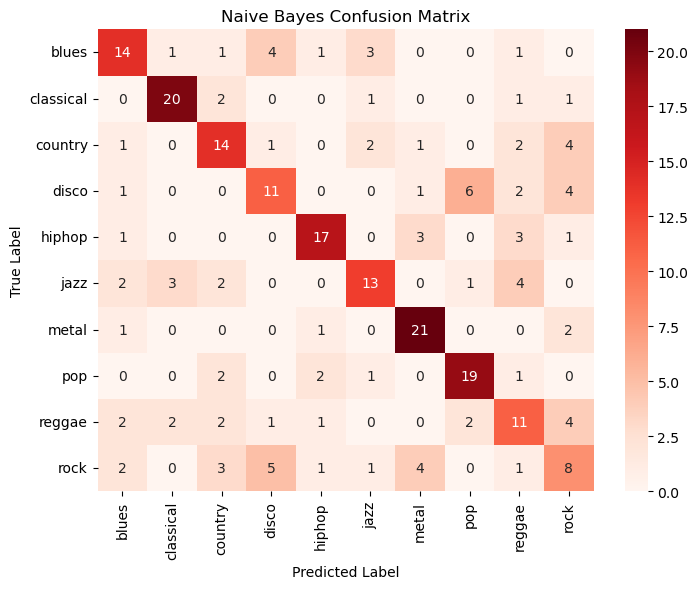 Naive Bayes Confusion Matrix
True Label
blues 14 1 1 4 1 3 0 0 1 0
classical 0 20 2 0 0 1 0 0 1 1
country 1 0 14 1 0 2 1 0 2 4
disco 1 0 0 11 0 0 1 6 2 4
hiphop 1 0 0 0 17 0 3 0 3 1
jazz 2 3 2 0 0 13 0 1 4 0
metal 1 0 0 0 1 0 21 0 0 2
pop 0 0 2 0 2 1 0 19 1 0
reggae 2 2 2 1 1 0 0 2 11 4
rock 2 0 3 5 1 1 4 0 1 8
blues classical country disco hiphop jazz metal pop reggae rock
Predicted Label
20.0
17.5
15.0
12.5
10.0
7.5
5.0
2.5
0.0